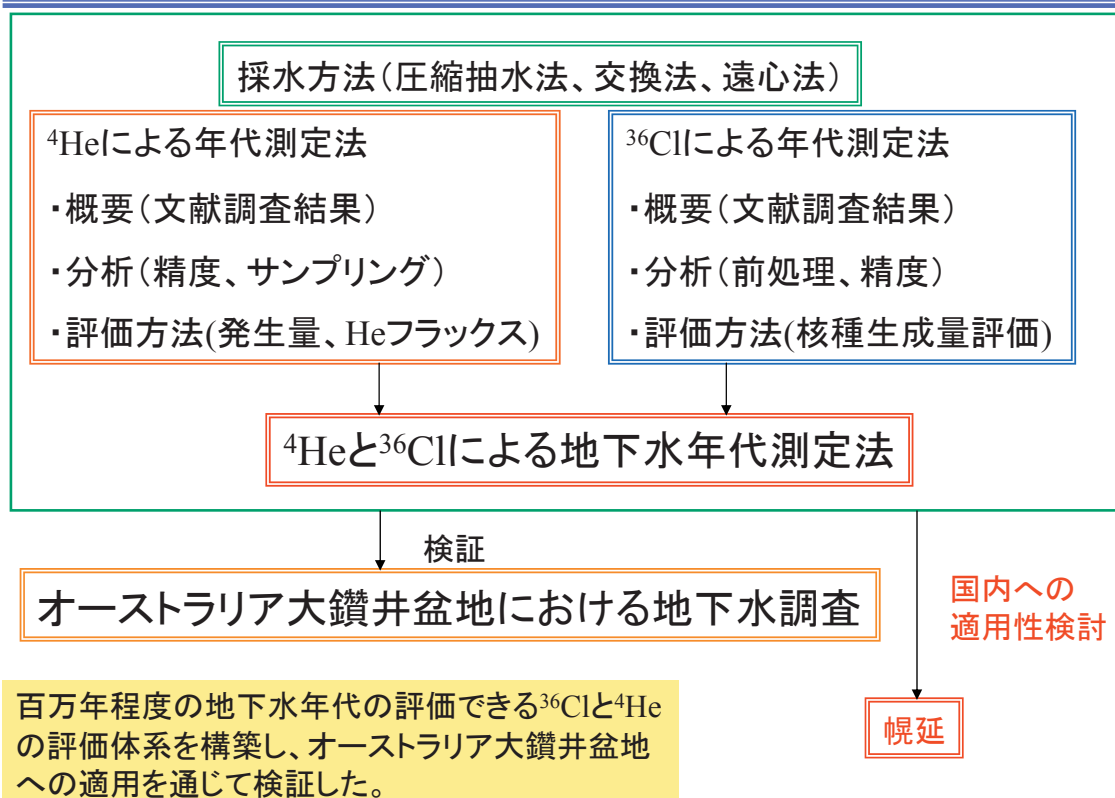 採水方法（圧縮抽水法、交換法、遠心法）
⁴Heによる年代測定法
・概要（文献調査結果）
・分析（精度、サンプリング）
・評価方法(発生量、Heフラックス)
³⁶Clによる年代測定法
・概要（文献調査結果）
・分析（前処理、精度）
・評価方法(核種生成量評価)
⁴Heと³⁶Clによる地下水年代測定法
検証
オーストラリア大鑽井盆地における地下水調査
国内への
適用性検討
幌延
百万年程度の地下水年代の評価できる³⁶Clと⁴He
の評価体系を構築し、オーストラリア大鑽井盆地
への適用を通じて検証した。